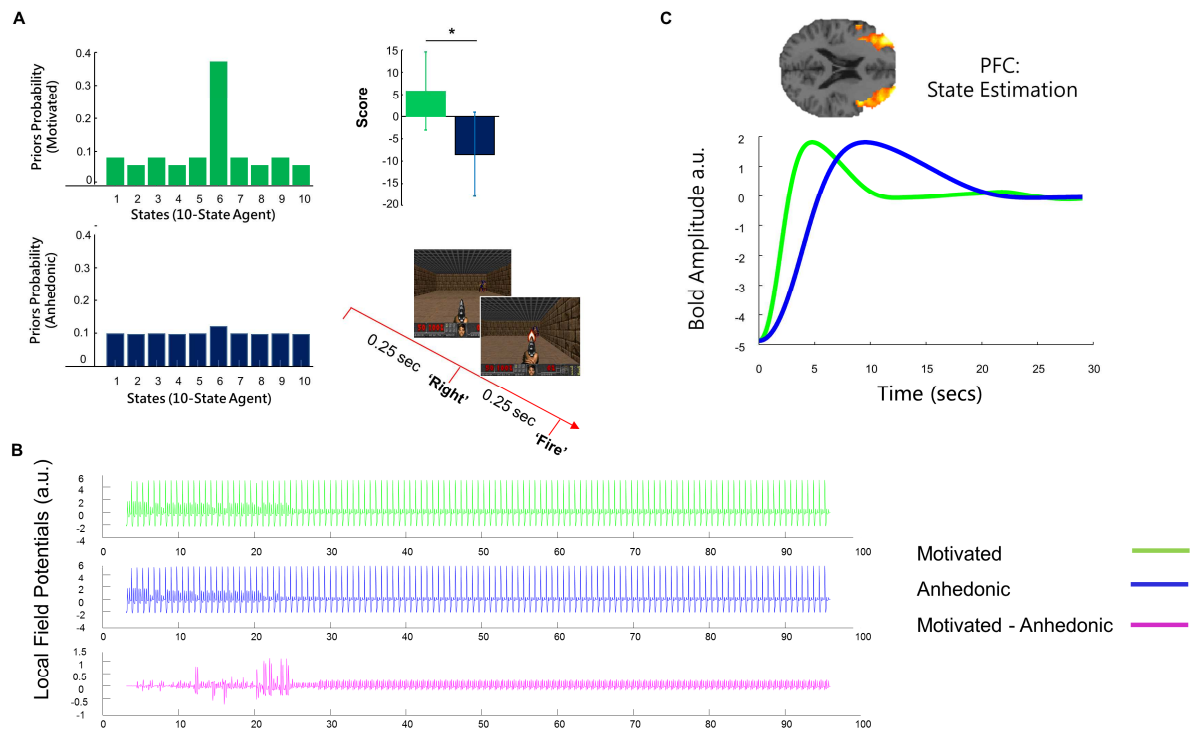 A
Priors Probability
(Motivated)
0.4
0.3
0.2
0.1
0
1 2 3 4 5 6 7 8 9 10
States (10-State Agent)
Score
*
15
10
5
0
-5
-10
-15
-20
Priors Probability
(Anhedonic)
0.4
0.3
0.2
0.1
0
1 2 3 4 5 6 7 8 9 10
States (10-State Agent)
0.25 sec
'Right'
0.25 sec
'Fire'
C
PFC:
State Estimation
Bold Amplitude a.u.
2
1
0
-1
-2
-3
-4
-5
0 5 10 15 20 25 30
Time (secs)
B
Local Field Potentials (a.u.)
6
4
2
0
-2
-4
0 10 20 30 40 50 60 70 80 90 100
6
4
2
0
-2
-4
0 10 20 30 40 50 60 70 80 90 100
1.5
1
0.5
0
-0.5
-1
0 10 20 30 40 50 60 70 80 90 100
Motivated
Anhedonic
Motivated - Anhedonic